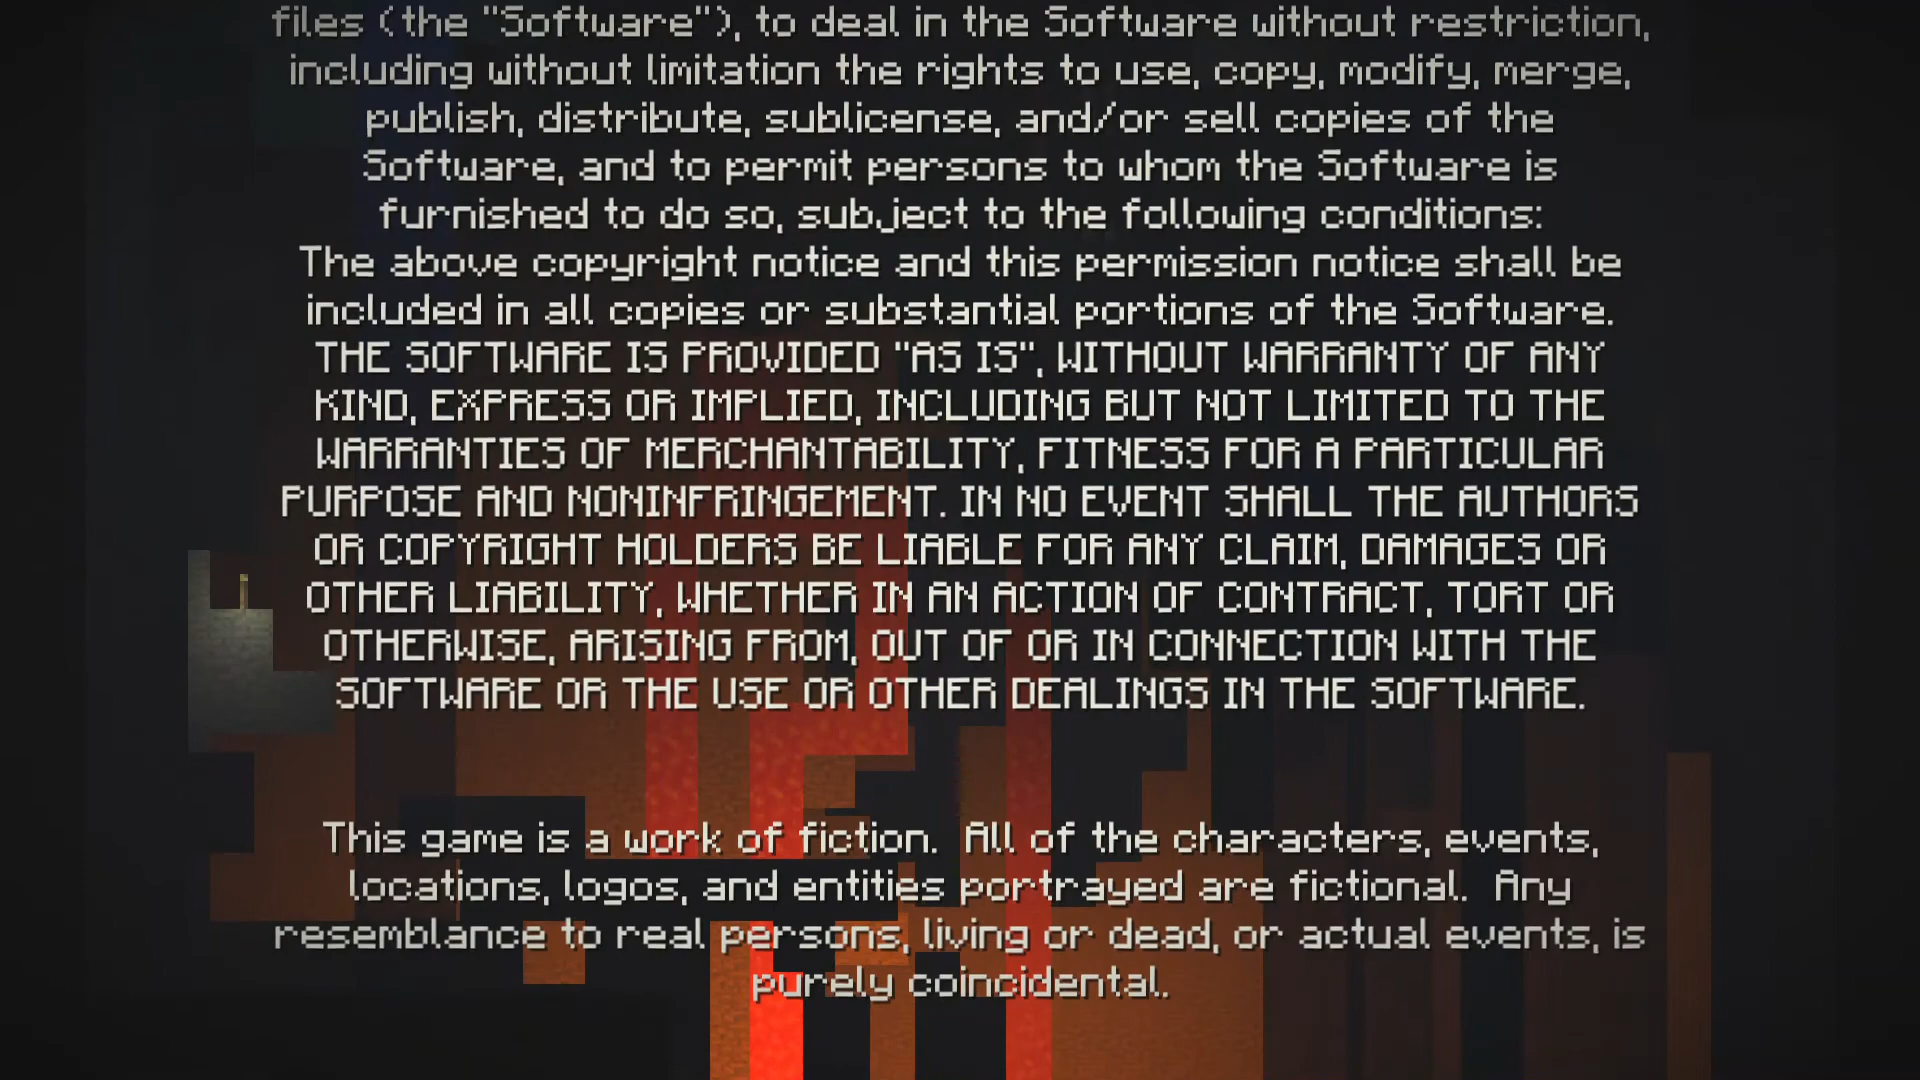 files (the "Software"), to deal in the Software without restriction,
including without limitation the rights to use, copy, modify, merge,
publish, distribute, sublicense, and/or sell copies of the
Software, and to permit persons to whom the Software is
furnished to do so, subject to the following conditions:
The above copyright notice and this permission notice shall be
included in all copies or substantial portions of the Software.
THE SOFTWARE IS PROVIDED "AS IS", WITHOUT WARRANTY OF ANY
KIND, EXPRESS OR IMPLIED, INCLUDING BUT NOT LIMITED TO THE
WARRANTIES OF MERCHANTABILITY, FITNESS FOR A PARTICULAR
PURPOSE AND NONINFRINGEMENT. IN NO EVENT SHALL THE AUTHORS
OR COPYRIGHT HOLDERS BE LIABLE FOR ANY CLAIM, DAMAGES OR
OTHER LIABILITY, WHETHER IN AN ACTION OF CONTRACT, TORT OR
OTHERWISE, ARISING FROM, OUT OF OR IN CONNECTION WITH THE
SOFTWARE OR THE USE OR OTHER DEALINGS IN THE SOFTWARE.
This game is a work of fiction.  All of the characters, events,
locations, logos, and entities portrayed are fictional.  Any
resemblance to real persons, living or dead, or actual events, is
purely coincidental.